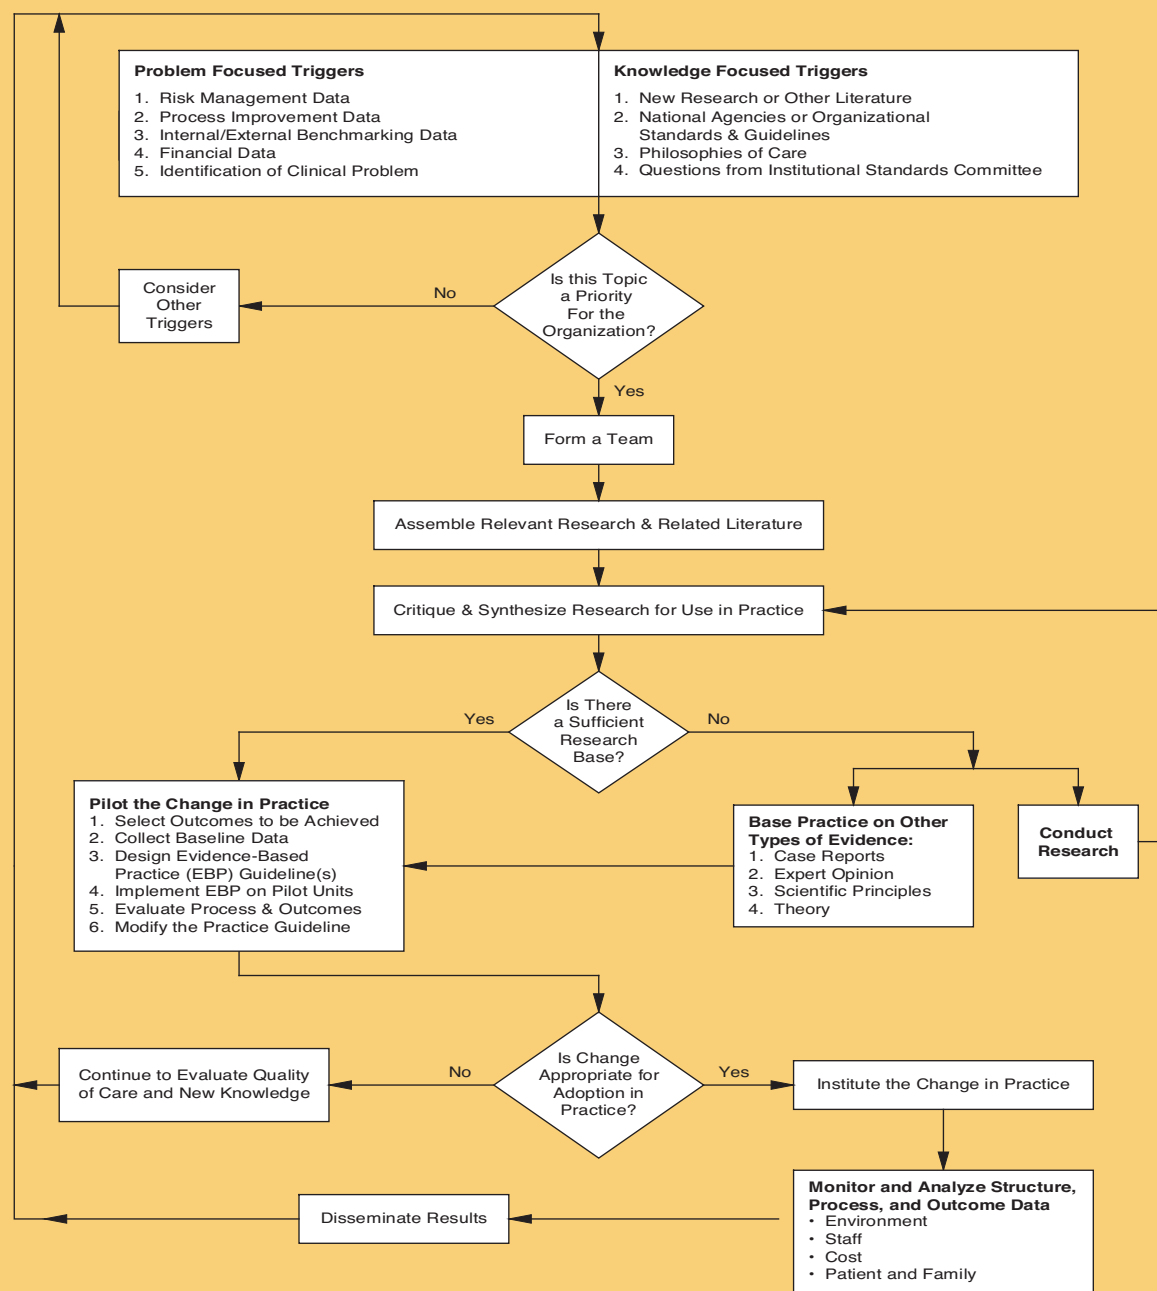 Problem Focused Triggers
1. Risk Management Data
2. Process Improvement Data
3. Internal/External Benchmarking Data
4. Financial Data
5. Identification of Clinical Problem
Knowledge Focused Triggers
1. New Research or Other Literature
2. National Agencies or Organizational
Standards & Guidelines
3. Philosophies of Care
4. Questions from Institutional Standards Committee
Is this Topic
a Priority
For the
Organization?
No
Consider
Other
Triggers
Yes
Form a Team
Assemble Relevant Research & Related Literature
Critique & Synthesize Research for Use in Practice
Is There
a Sufficient
Research
Base?
Yes
No
Pilot the Change in Practice
1. Select Outcomes to be Achieved
2. Collect Baseline Data
3. Design Evidence-Based
Practice (EBP) Guideline(s)
4. Implement EBP on Pilot Units
5. Evaluate Process & Outcomes
6. Modify the Practice Guideline
Base Practice on Other
Types of Evidence:
1. Case Reports
2. Expert Opinion
3. Scientific Principles
4. Theory
Conduct
Research
Is Change
Appropriate for
Adoption in
Practice?
No
Continue to Evaluate Quality
of Care and New Knowledge
Yes
Institute the Change in Practice
Monitor and Analyze Structure,
Process, and Outcome Data
• Environment
• Staff
• Cost
• Patient and Family
Disseminate Results